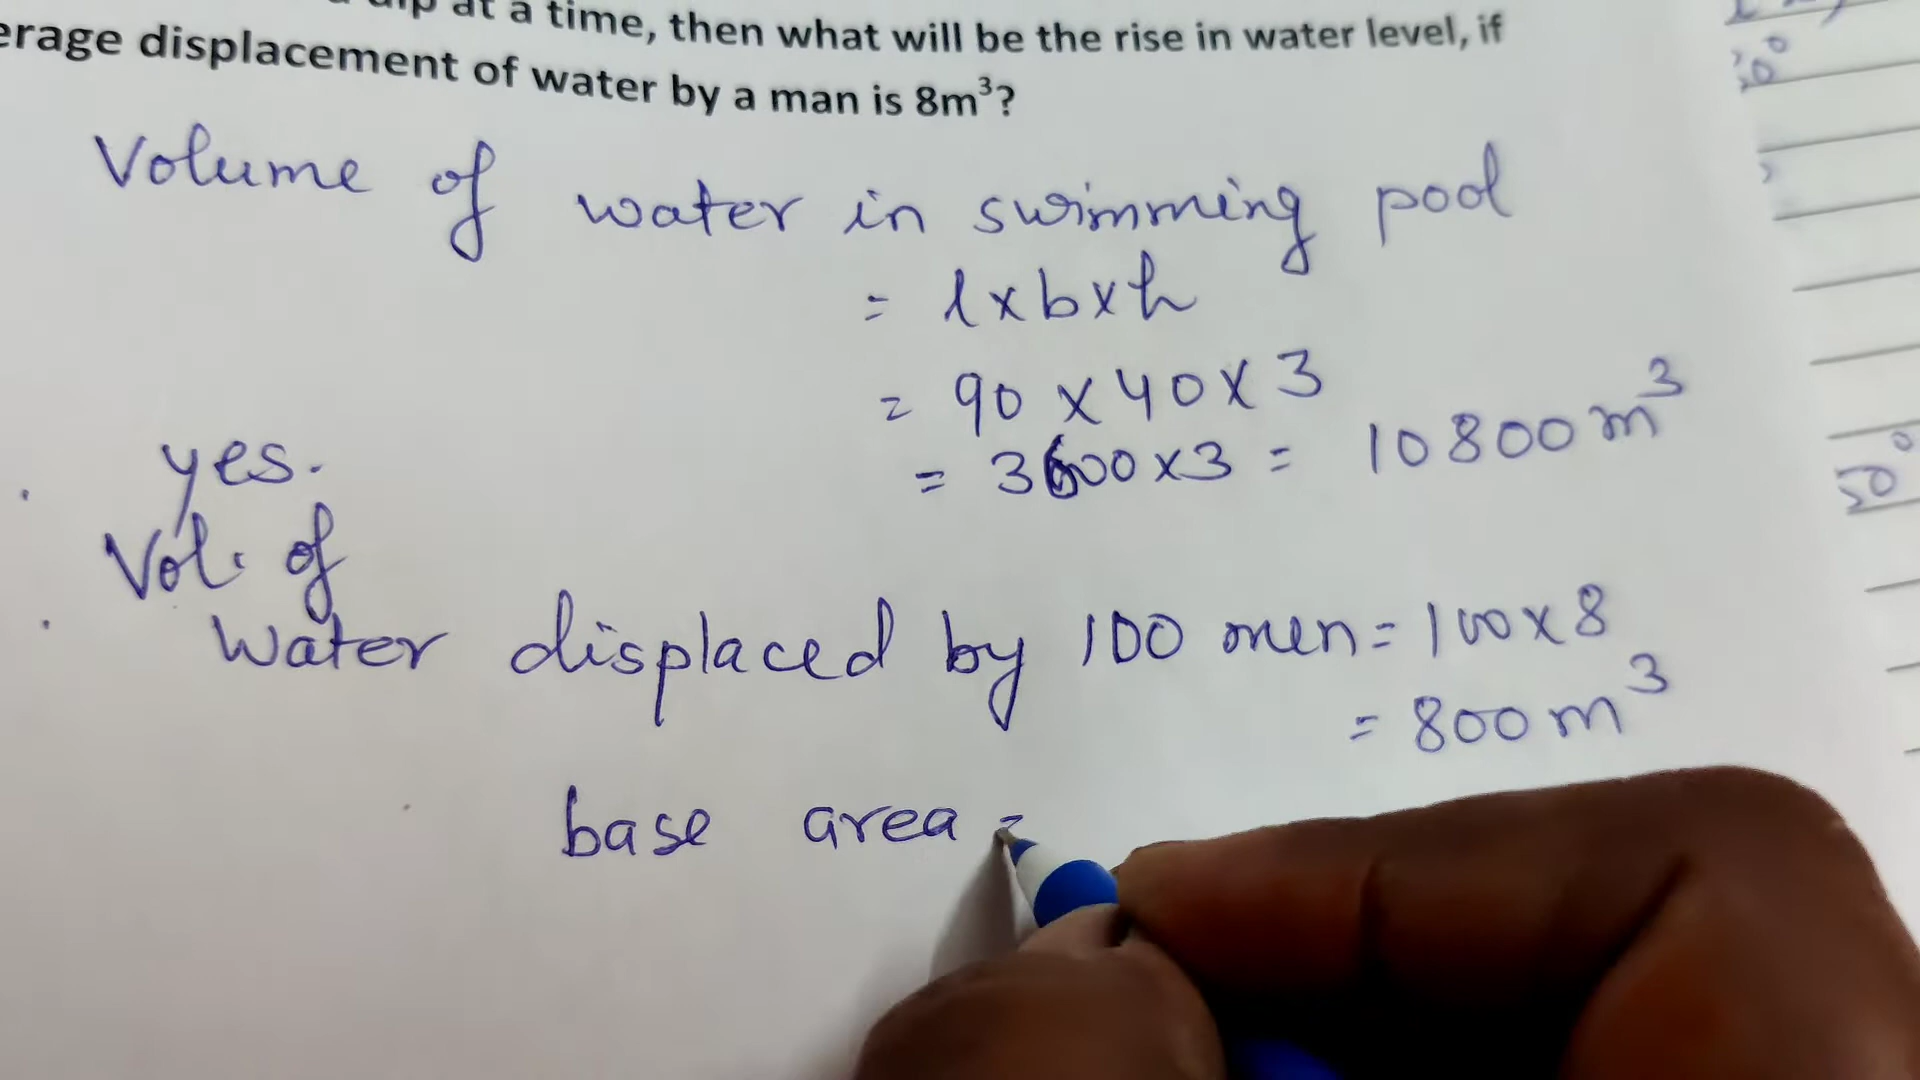 dip at a time, then what will be the rise in water level, if
erage displacement of water by a man is 8m³?
Volume of water in swimming pool
= l×b×h
= 90 × 40 × 3
= 3600×3 = 10800 m³
yes.
Vol. of
Water displaced by 100 men = 100×8
= 800 m³
base area =
50°